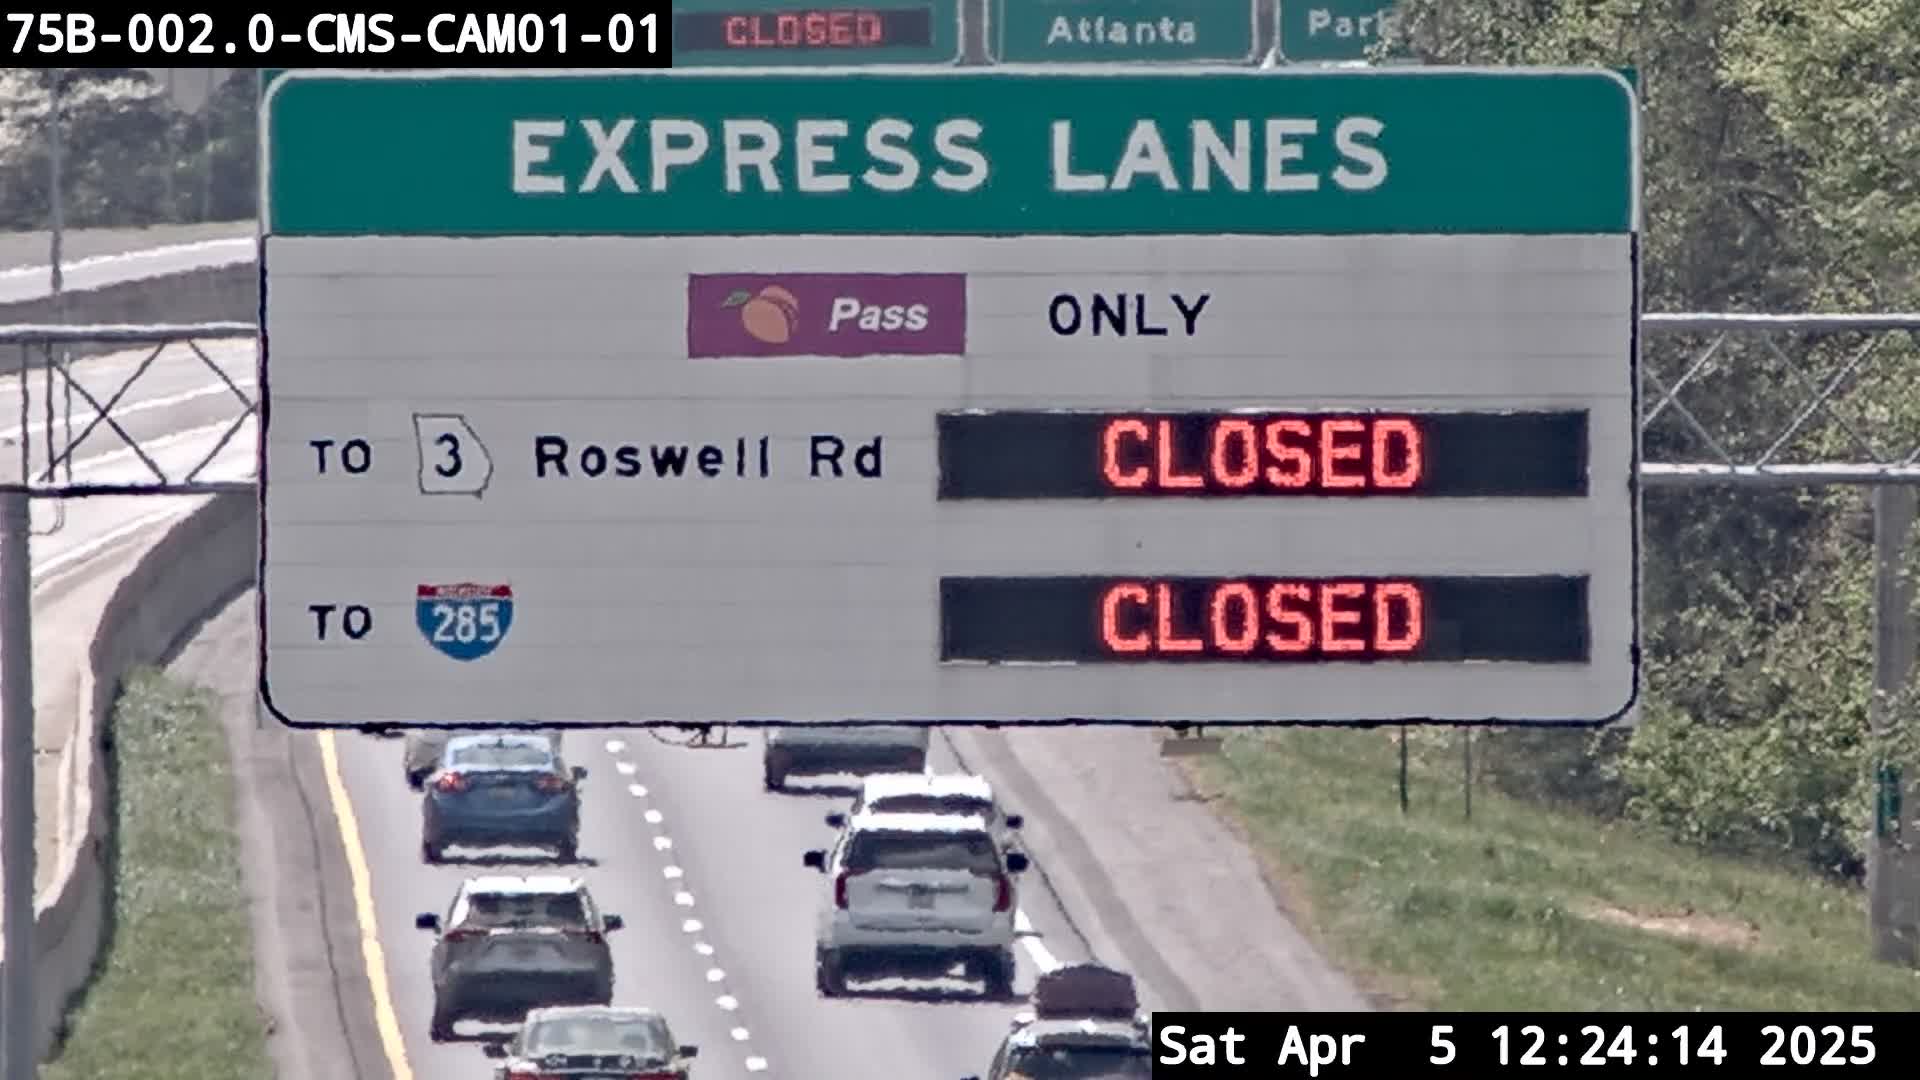 75B-002.0-CMS-CAM01-01
CLOSED
Atlanta
Park
EXPRESS LANES
Pass ONLY
TO 3 Roswell Rd CLOSED
TO 285 CLOSED
Sat Apr 5 12:24:14 2025